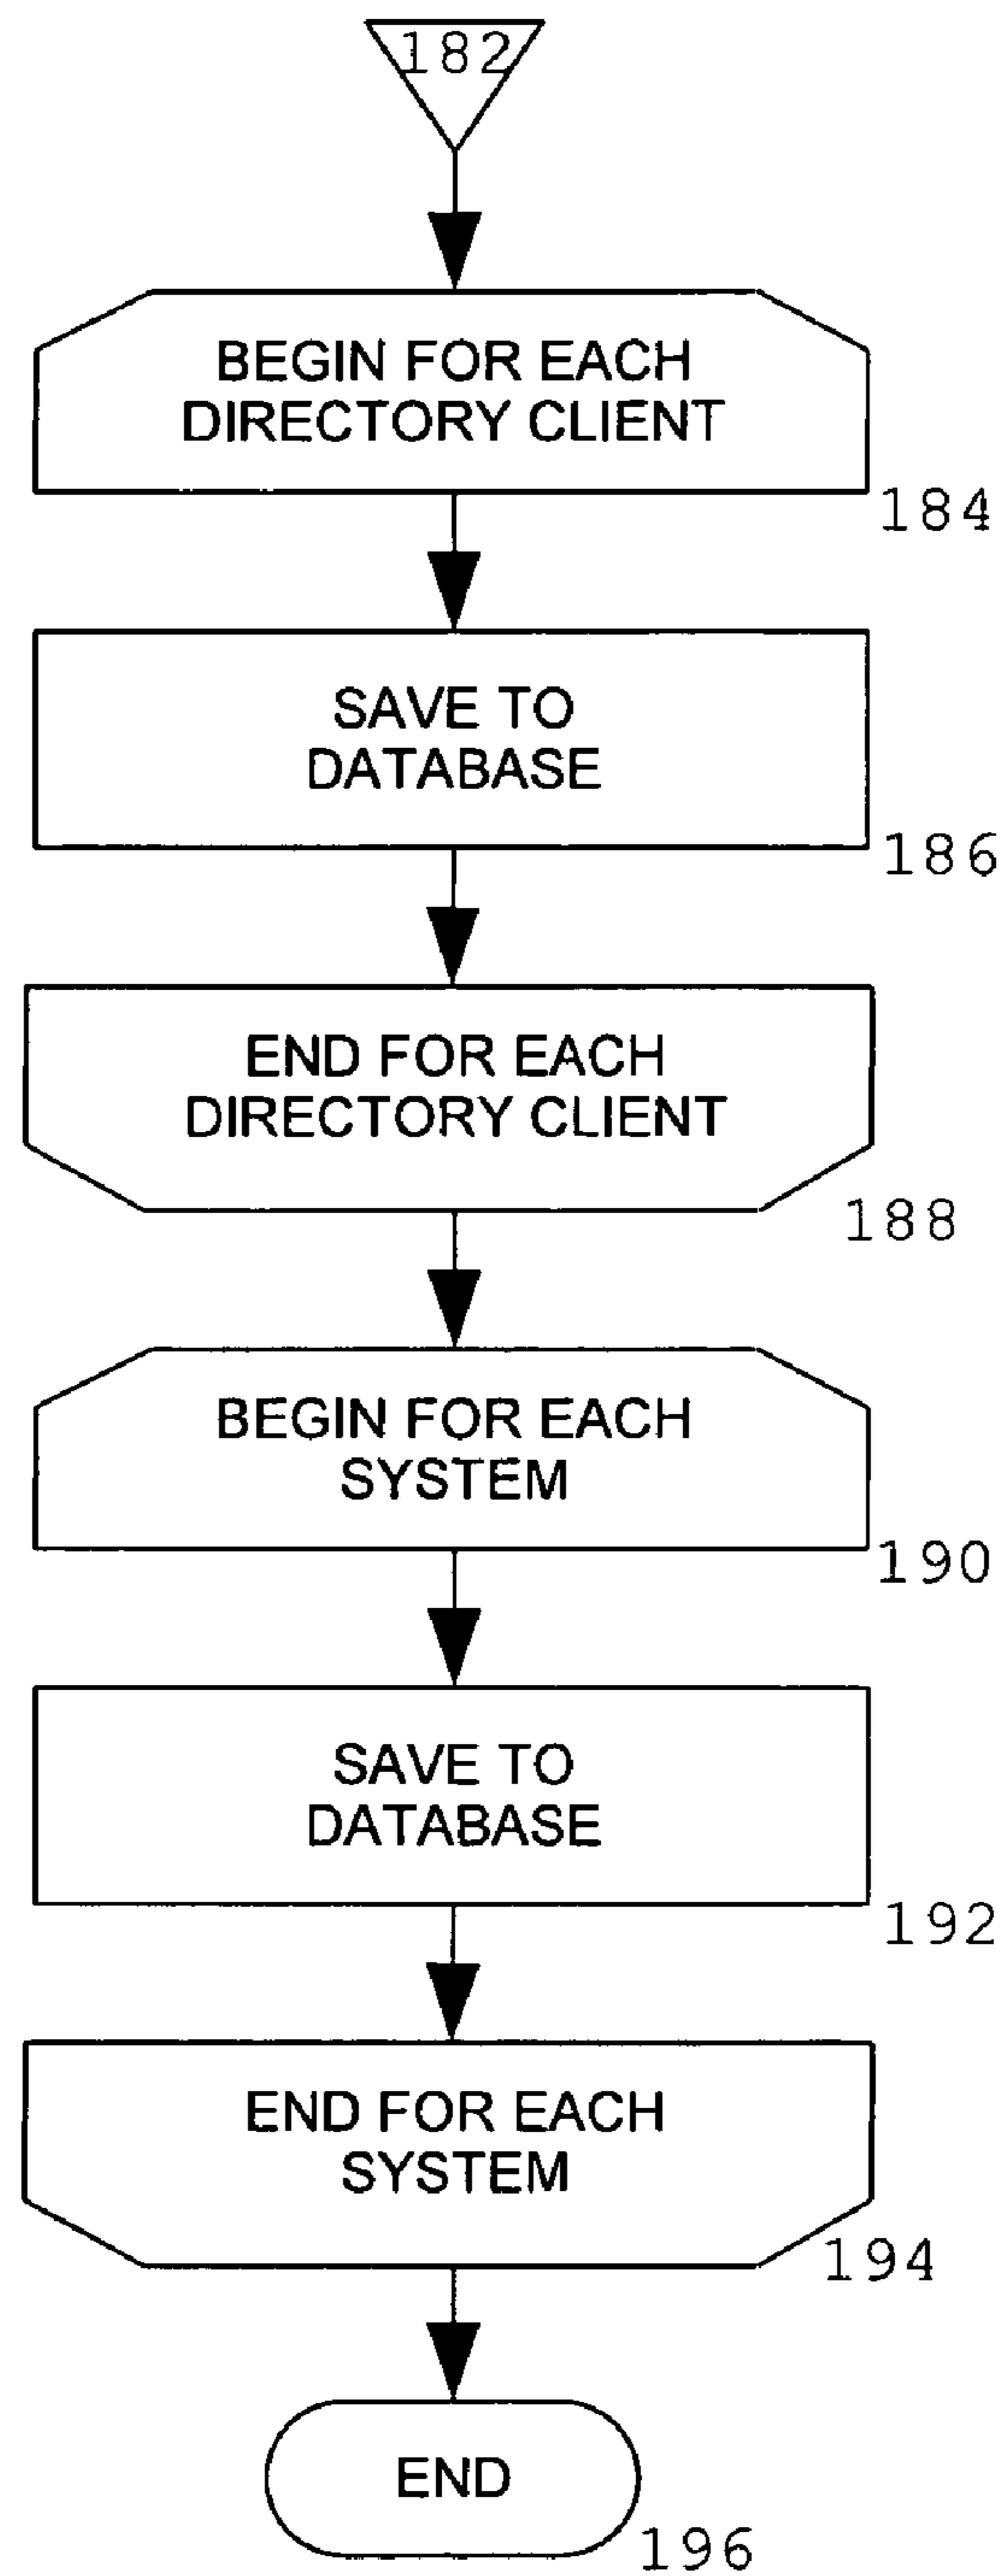 182
BEGIN FOR EACH
DIRECTORY CLIENT
184
SAVE TO
DATABASE
186
END FOR EACH
DIRECTORY CLIENT
188
BEGIN FOR EACH
SYSTEM
190
SAVE TO
DATABASE
192
END FOR EACH
SYSTEM
194
END
196